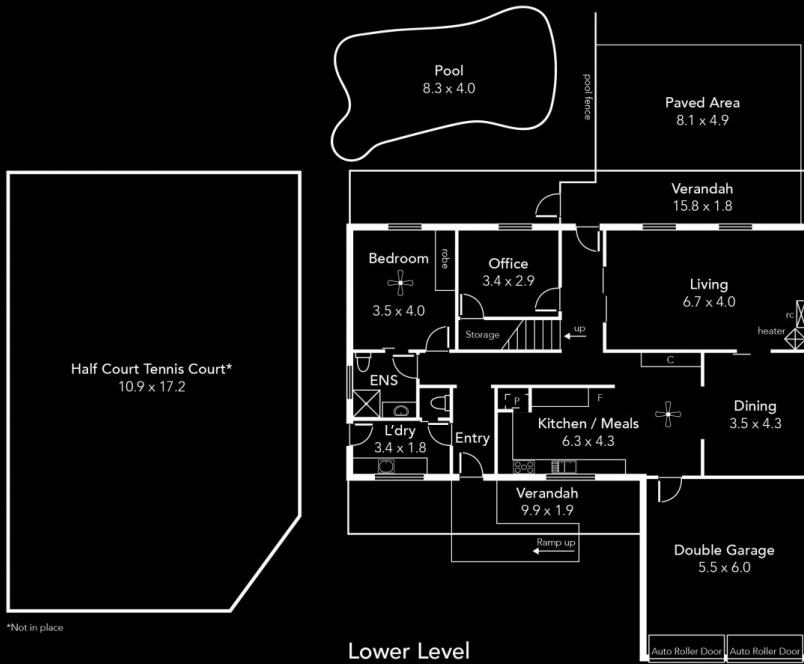 Pool
8.3 x 4.0
pool fence
Paved Area
8.1 x 4.9
Verandah
15.8 x 1.8
Bedroom
3.5 x 4.0
robe
Office
3.4 x 2.9
Living
6.7 x 4.0
rc
heater
Storage
up
C
Half Court Tennis Court*
10.9 x 17.2
ENS
P
F
Kitchen / Meals
6.3 x 4.3
Dining
3.5 x 4.3
L'dry
3.4 x 1.8
Entry
Verandah
9.9 x 1.9
Ramp up
Double Garage
5.5 x 6.0
*Not in place
Auto Roller Door
Auto Roller Door
Lower Level